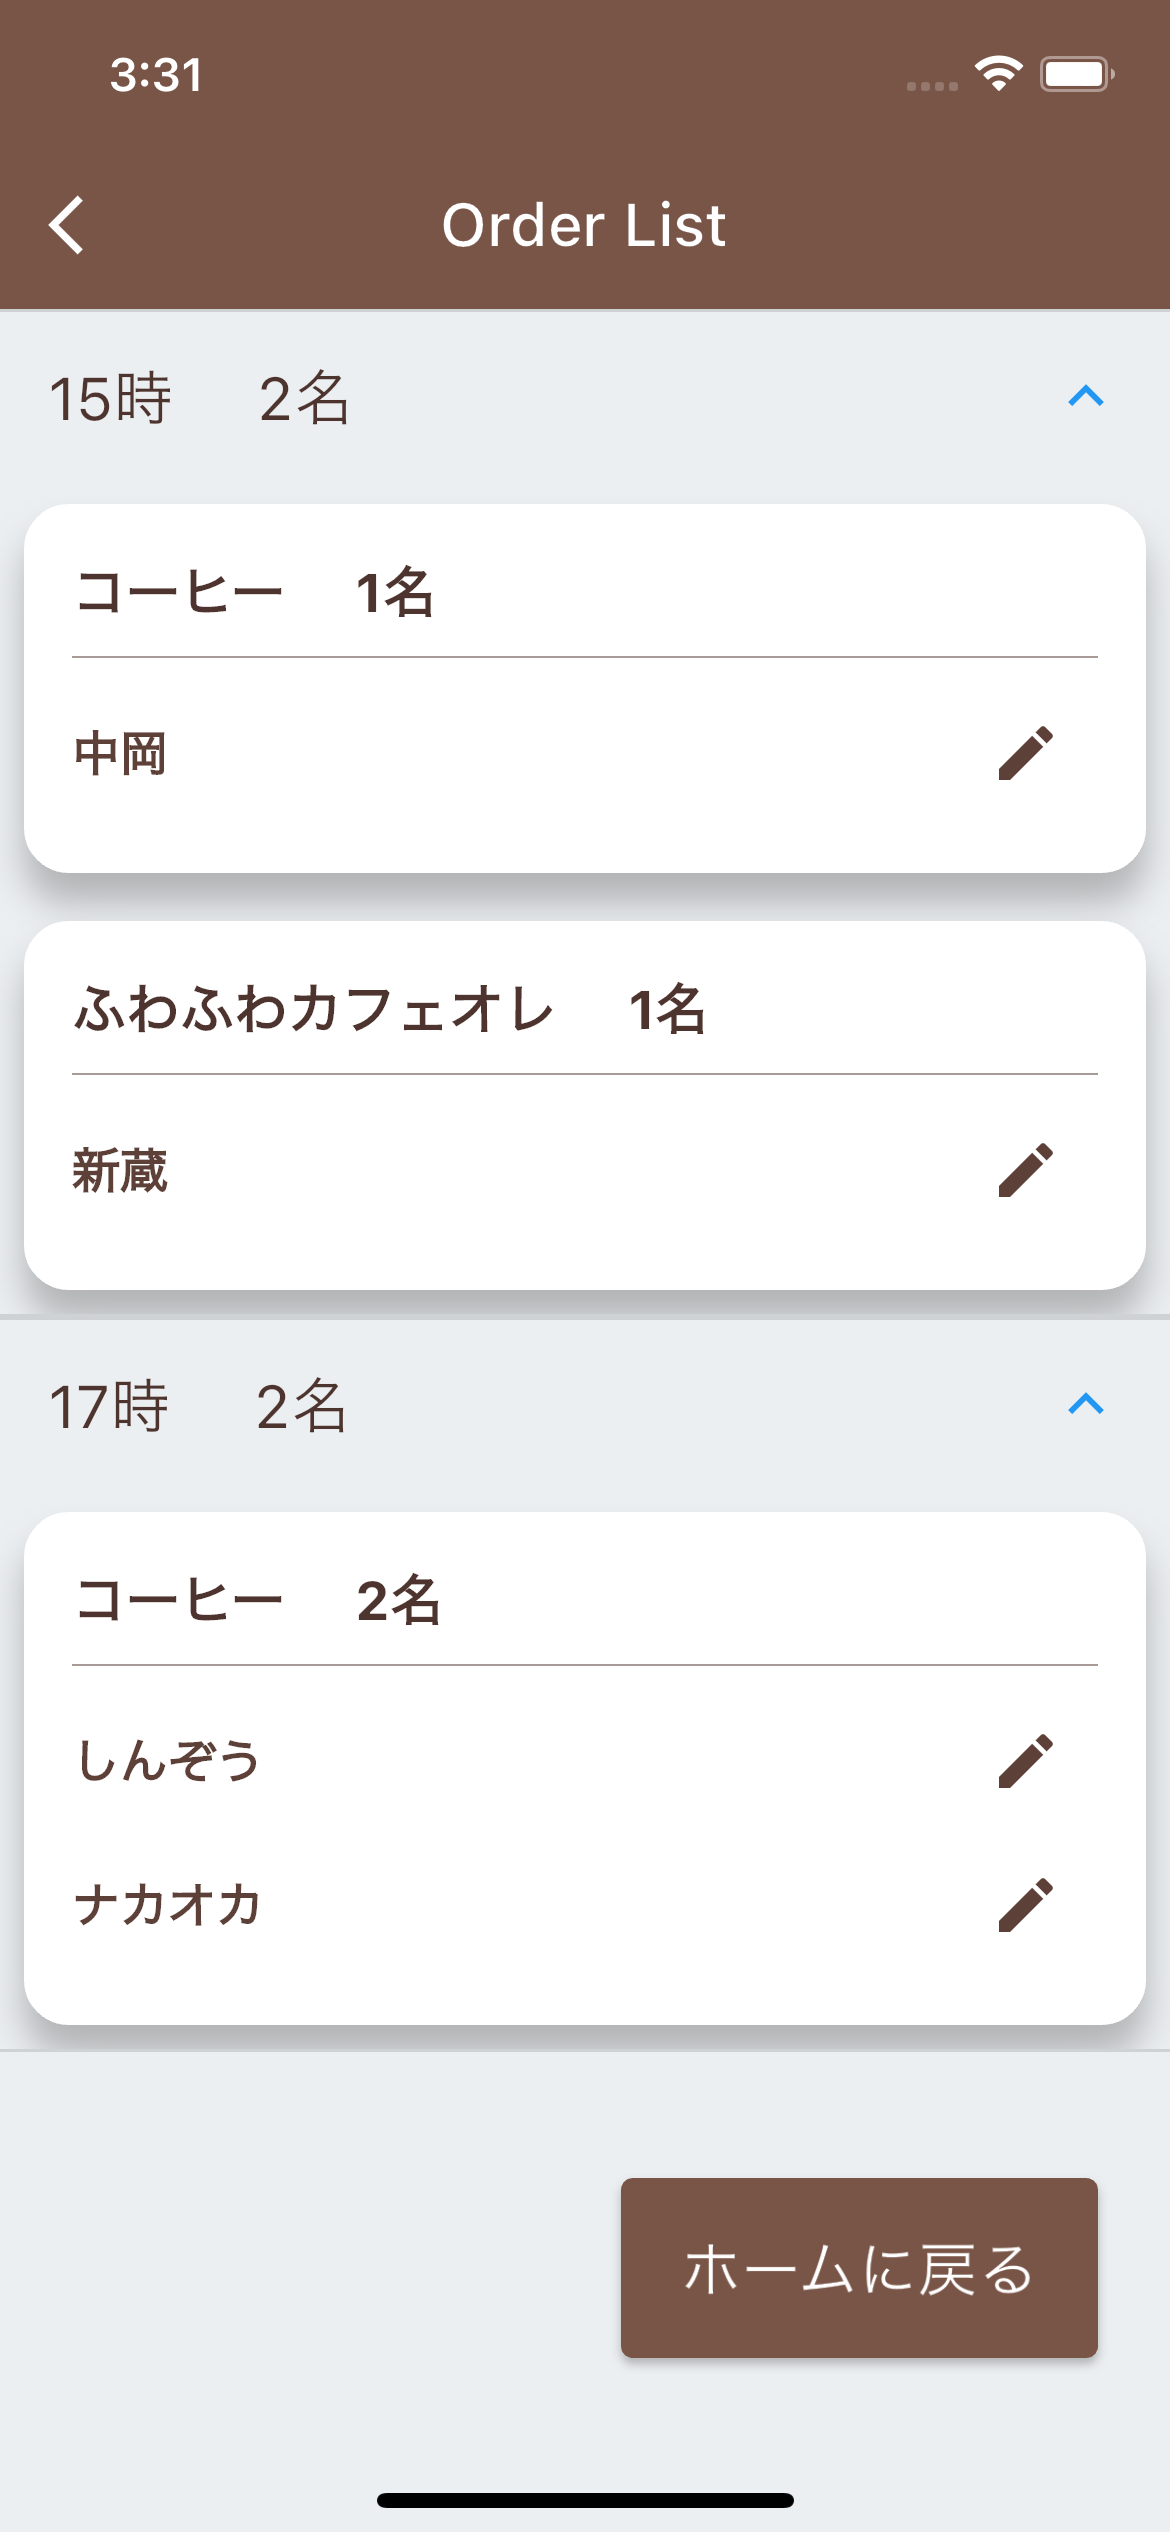 3:31
Order List
15時 2名
コーヒー 1名
中岡
ふわふわカフェオレ 1名
新蔵
17時 2名
コーヒー 2名
しんぞう
ナカオカ
ホームに戻る